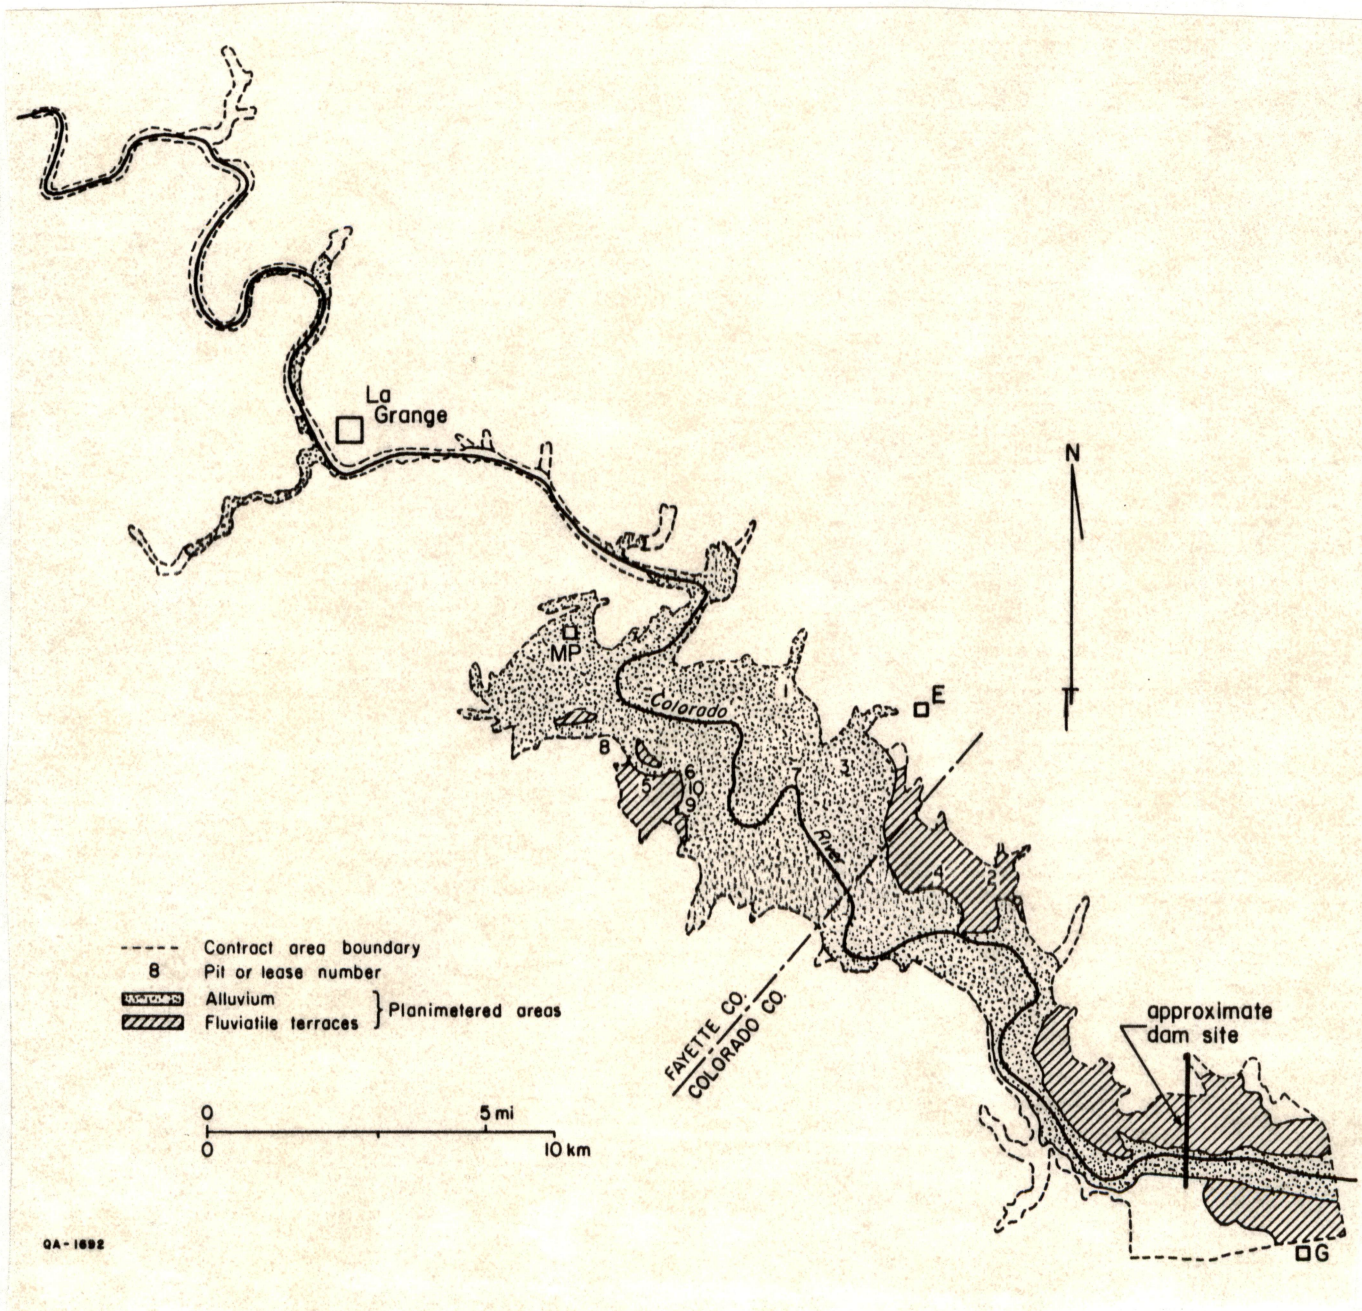 La
Grange
N
MP
1
E
Colorado
8
7
3
6
5
10
9
River
4
2
---- Contract area boundary
8 Pit or lease number
Alluvium
Fluviatile terraces
Planimetered areas
FAYETTE CO.
COLORADO CO.
approximate
dam site
0 5 mi
0 10 km
G
QA-1692